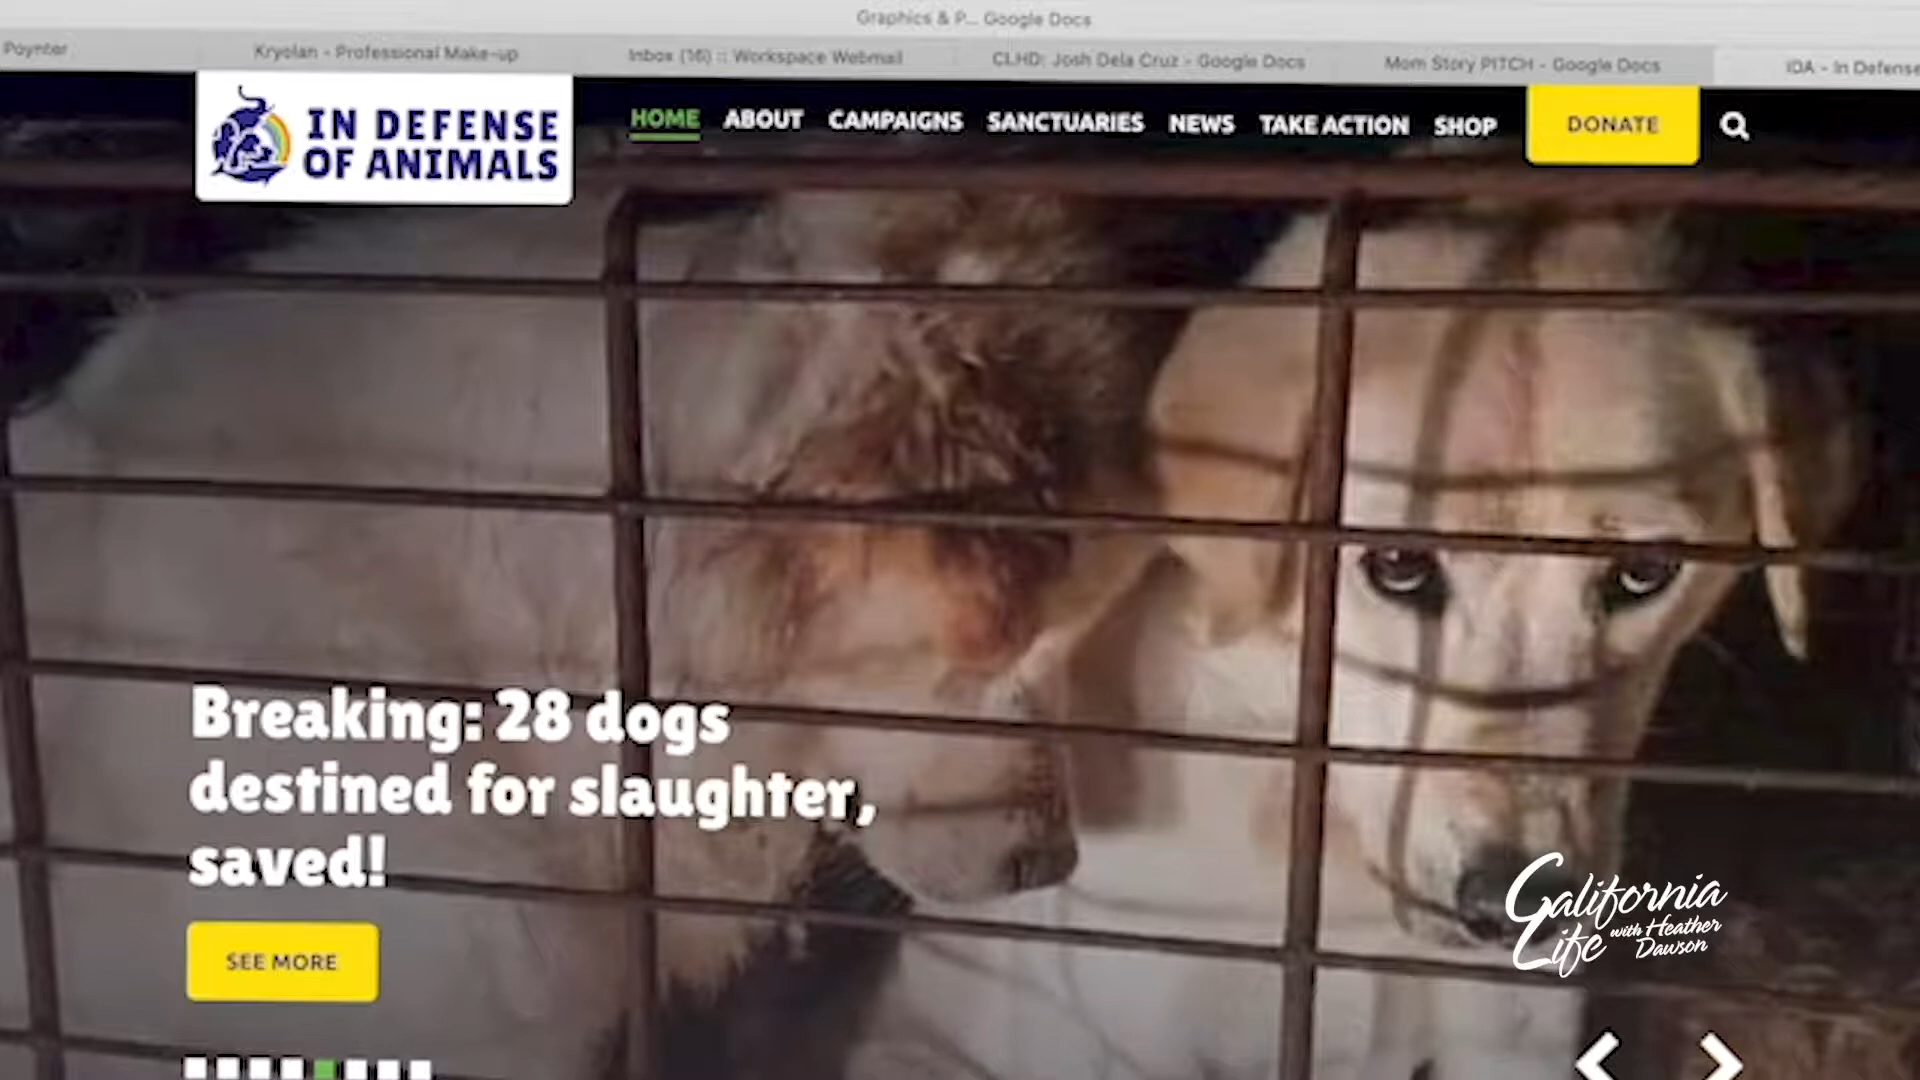 Graphics & P... Google Docs
Poynter
Kryolan - Professional Make-up
Inbox (16) :: Workspace Webmail
CLHD: Josh Dela Cruz - Google Docs
Mom Story PITCH - Google Docs
IDA - In Defense
IN DEFENSE
OF ANIMALS
HOME
ABOUT
CAMPAIGNS
SANCTUARIES
NEWS
TAKE ACTION
SHOP
DONATE
Breaking: 28 dogs
destined for slaughter,
saved!
SEE MORE
California
Life with Heather
Dawson